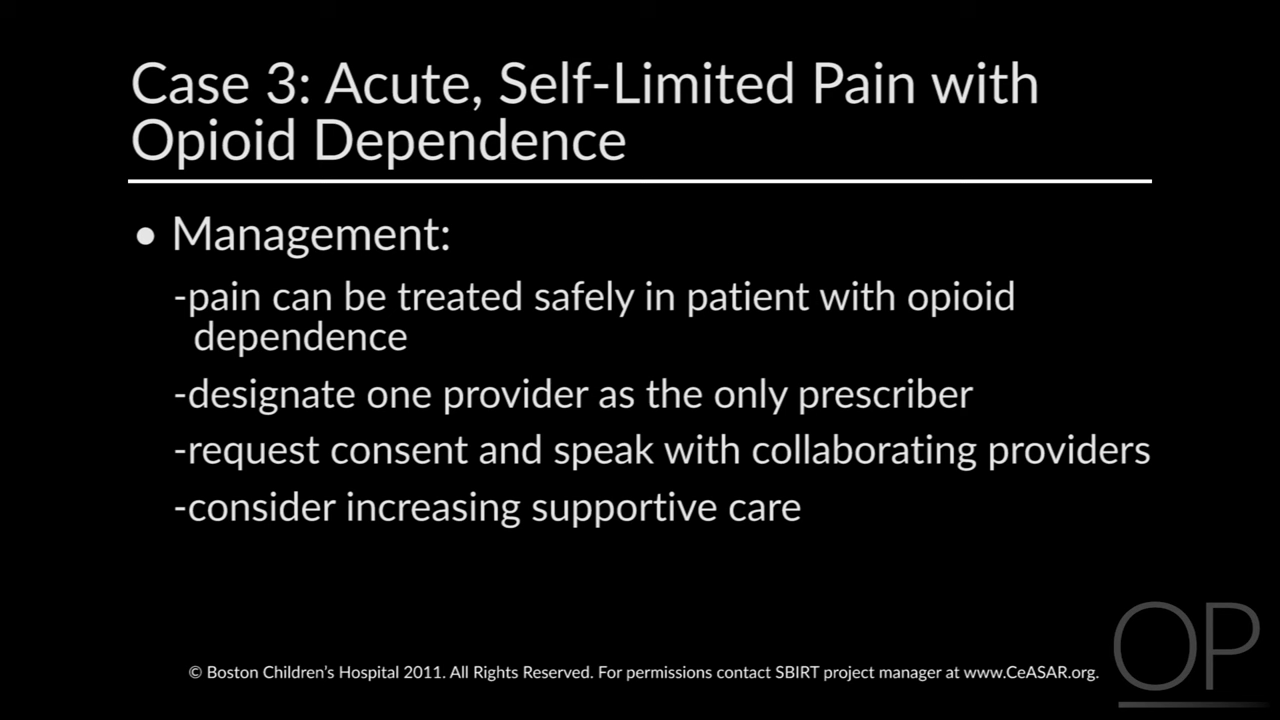 Case 3: Acute, Self-Limited Pain with
Opioid Dependence
• Management:
-pain can be treated safely in patient with opioid
dependence
-designate one provider as the only prescriber
-request consent and speak with collaborating providers
-consider increasing supportive care
© Boston Children's Hospital 2011. All Rights Reserved. For permissions contact SBIRT project manager at www.CeASAR.org.
OP